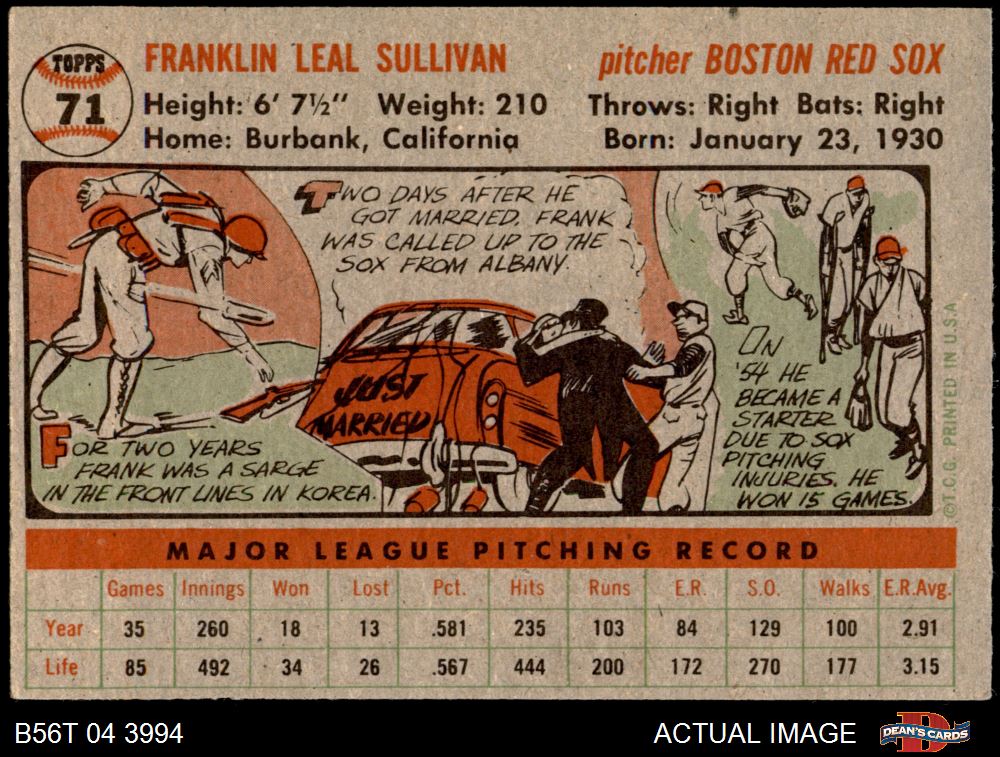 TOPPS
71
FRANKLIN LEAL SULLIVAN
pitcher BOSTON RED SOX
Height: 6' 7½" Weight: 210
Throws: Right Bats: Right
Home: Burbank, California
Born: January 23, 1930
TWO DAYS AFTER HE
GOT MARRIED, FRANK
WAS CALLED UP TO THE
SOX FROM ALBANY.
JUST
MARRIED
FOR TWO YEARS
FRANK WAS A SARGE
IN THE FRONT LINES IN KOREA.
ON
'54 HE
BECAME A
STARTER
DUE TO SOX
PITCHING
INJURIES. HE
WON 15 GAMES.
©T.C.G. PRINTED IN U.S.A.
MAJOR LEAGUE PITCHING RECORD
Games Innings Won Lost Pct. Hits Runs E.R. S.O. Walks E.R.Avg.
Year 35 260 18 13 .581 235 103 84 129 100 2.91
Life 85 492 34 26 .567 444 200 172 270 177 3.15
B56T 04 3994
ACTUAL IMAGE
DEAN'S CARDS